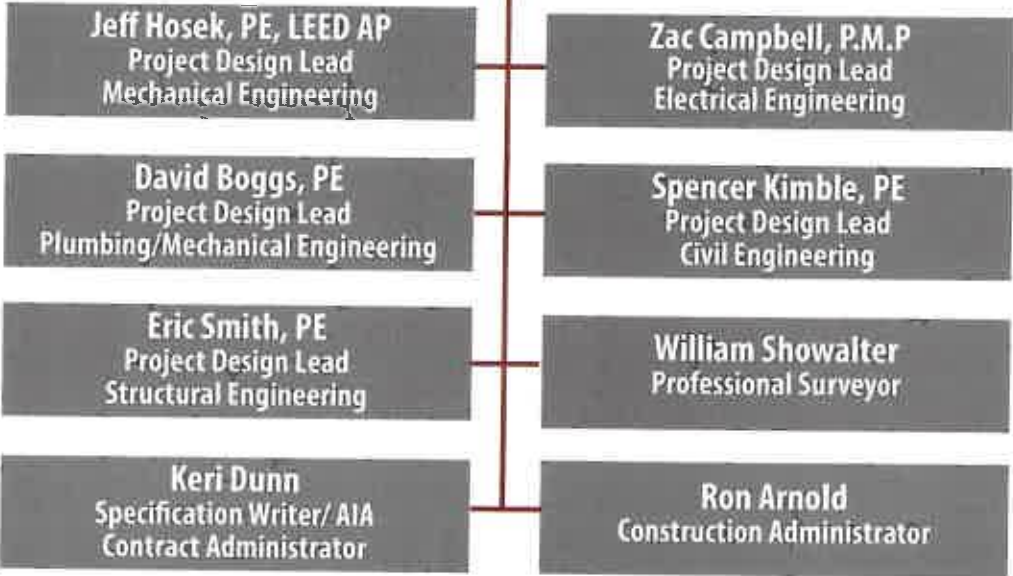 Jeff Hosek, PE, LEED AP
Project Design Lead
Mechanical Engineering
Zac Campbell, P.M.P
Project Design Lead
Electrical Engineering
David Boggs, PE
Project Design Lead
Plumbing/Mechanical Engineering
Spencer Kimble, PE
Project Design Lead
Civil Engineering
Eric Smith, PE
Project Design Lead
Structural Engineering
William Showalter
Professional Surveyor
Keri Dunn
Specification Writer/ AIA
Contract Administrator
Ron Arnold
Construction Administrator